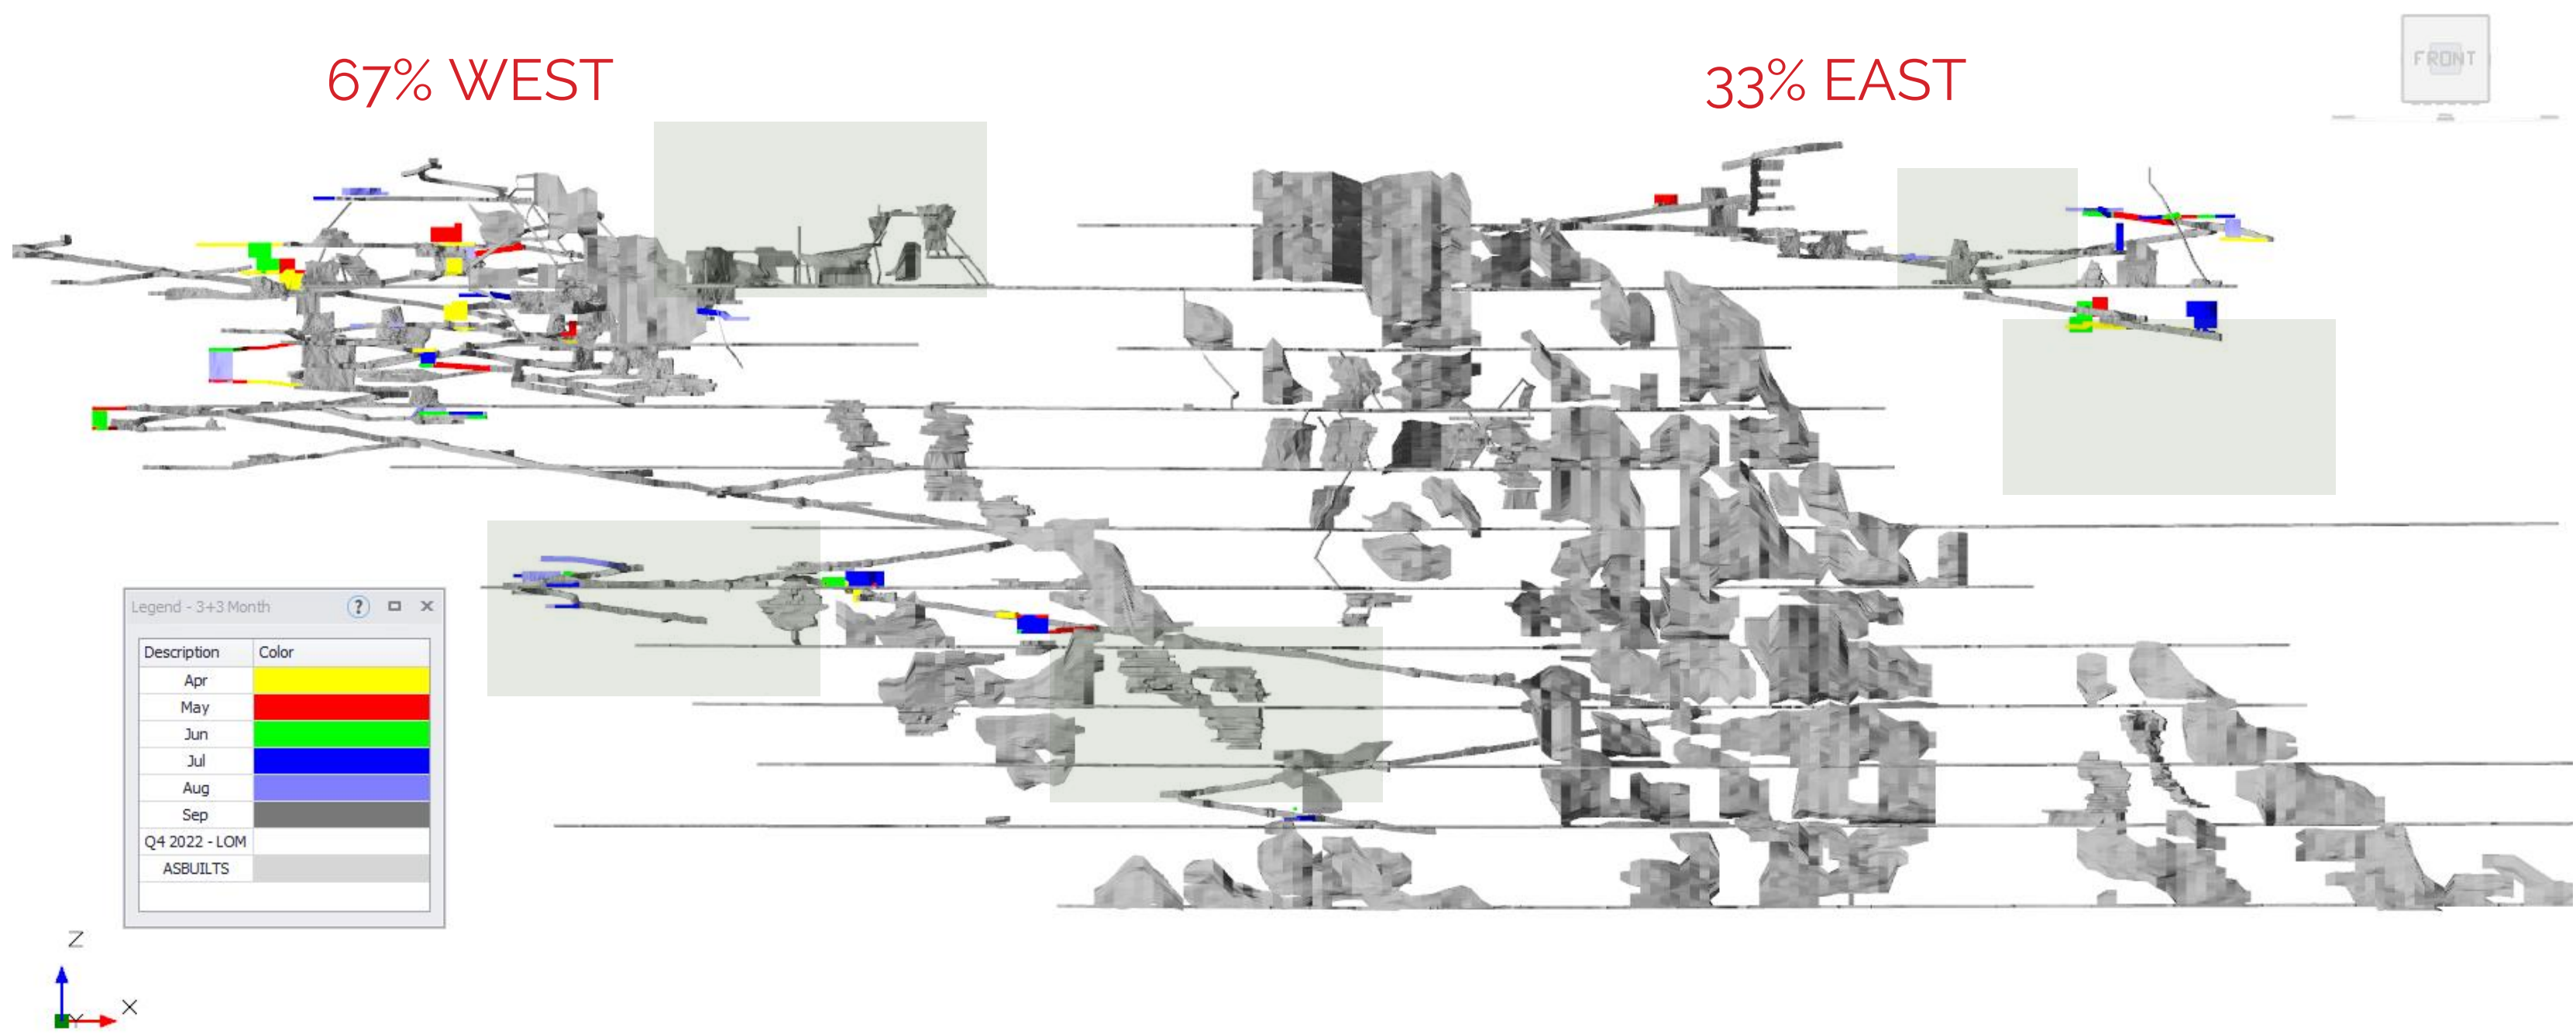 67% WEST
33% EAST
FRONT
Legend - 3+3 Month
?
Description Color
Apr
May
Jun
Jul
Aug
Sep
Q4 2022 - LOM
ASBUILTS
Z
X
Y